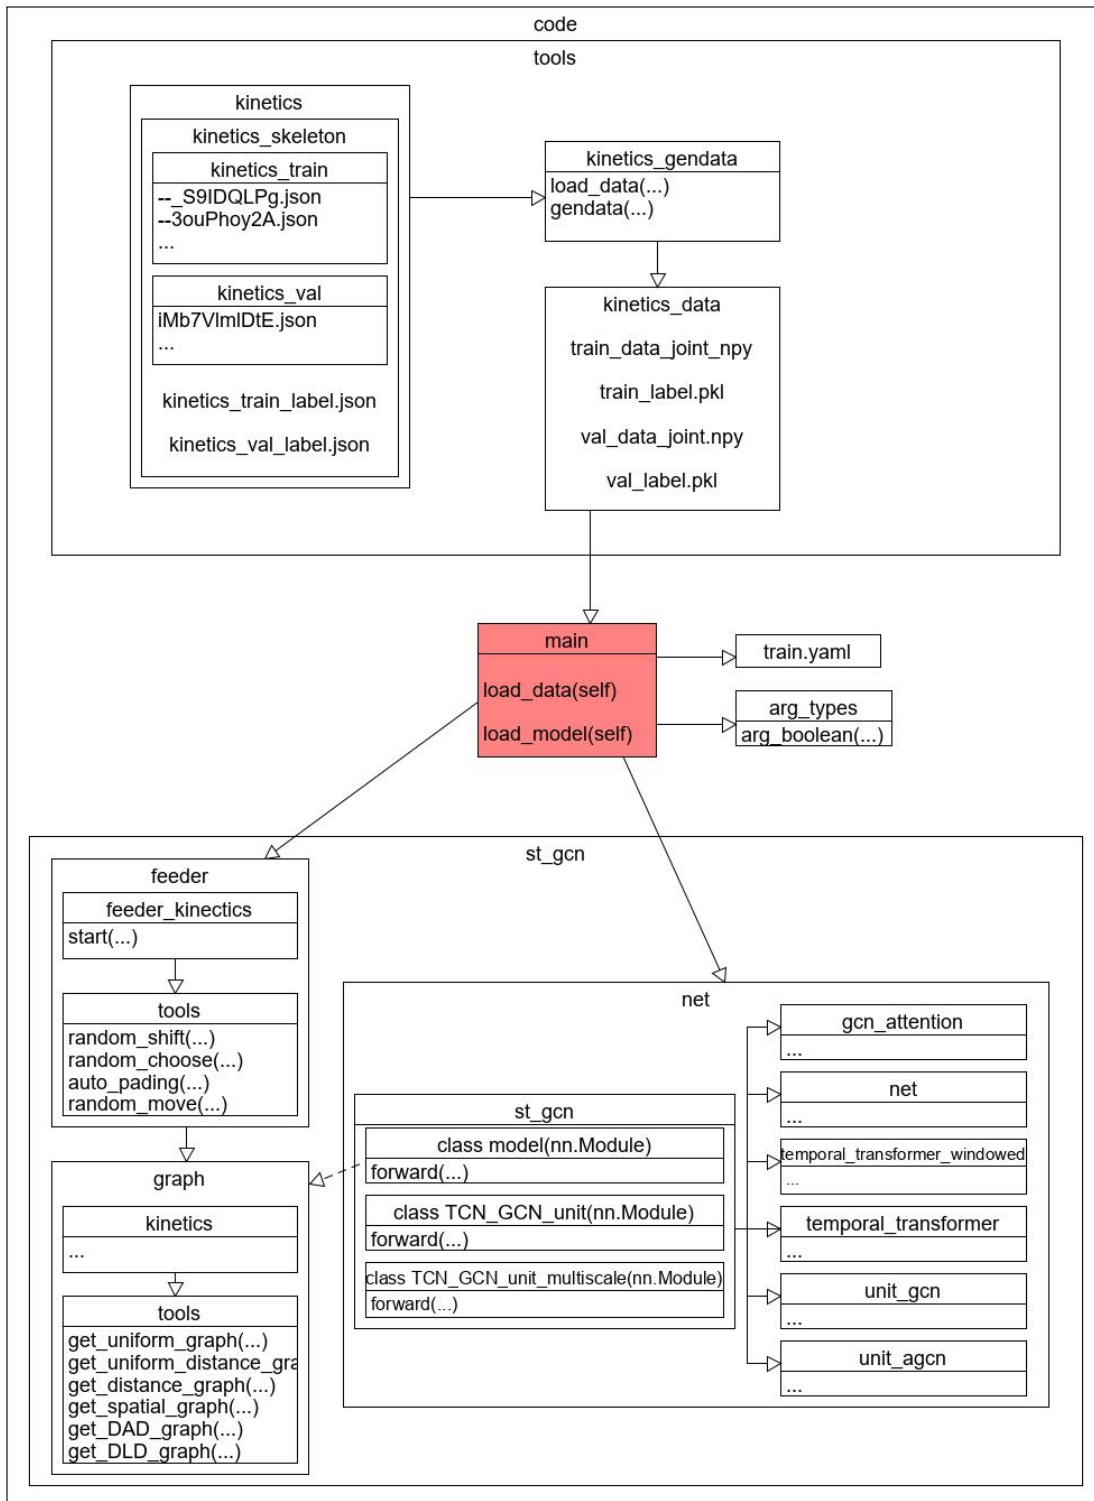 code
tools
kinetics
kinetics_skeleton
kinetics_train
--_S9IDQLPg.json
--3ouPhoy2A.json
...
kinetics_val
iMb7VlmlDtE.json
...
kinetics_train_label.json
kinetics_val_label.json
kinetics_gendata
load_data(...)
gendata(...)
kinetics_data
train_data_joint_npy
train_label.pkl
val_data_joint.npy
val_label.pkl
main
load_data(self)
load_model(self)
train.yaml
arg_types
arg_boolean(...)
st_gcn
feeder
feeder_kinectics
start(...)
tools
random_shift(...)
random_choose(...)
auto_pading(...)
random_move(...)
graph
kinetics
...
tools
get_uniform_graph(...)
get_uniform_distance_gra
get_distance_graph(...)
get_spatial_graph(...)
get_DAD_graph(...)
get_DLD_graph(...)
net
st_gcn
class model(nn.Module)
forward(...)
class TCN_GCN_unit(nn.Module)
forward(...)
class TCN_GCN_unit_multiscale(nn.Module)
forward(...)
gcn_attention
...
net
...
temporal_transformer_windowed
...
temporal_transformer
...
unit_gcn
...
unit_agcn
...